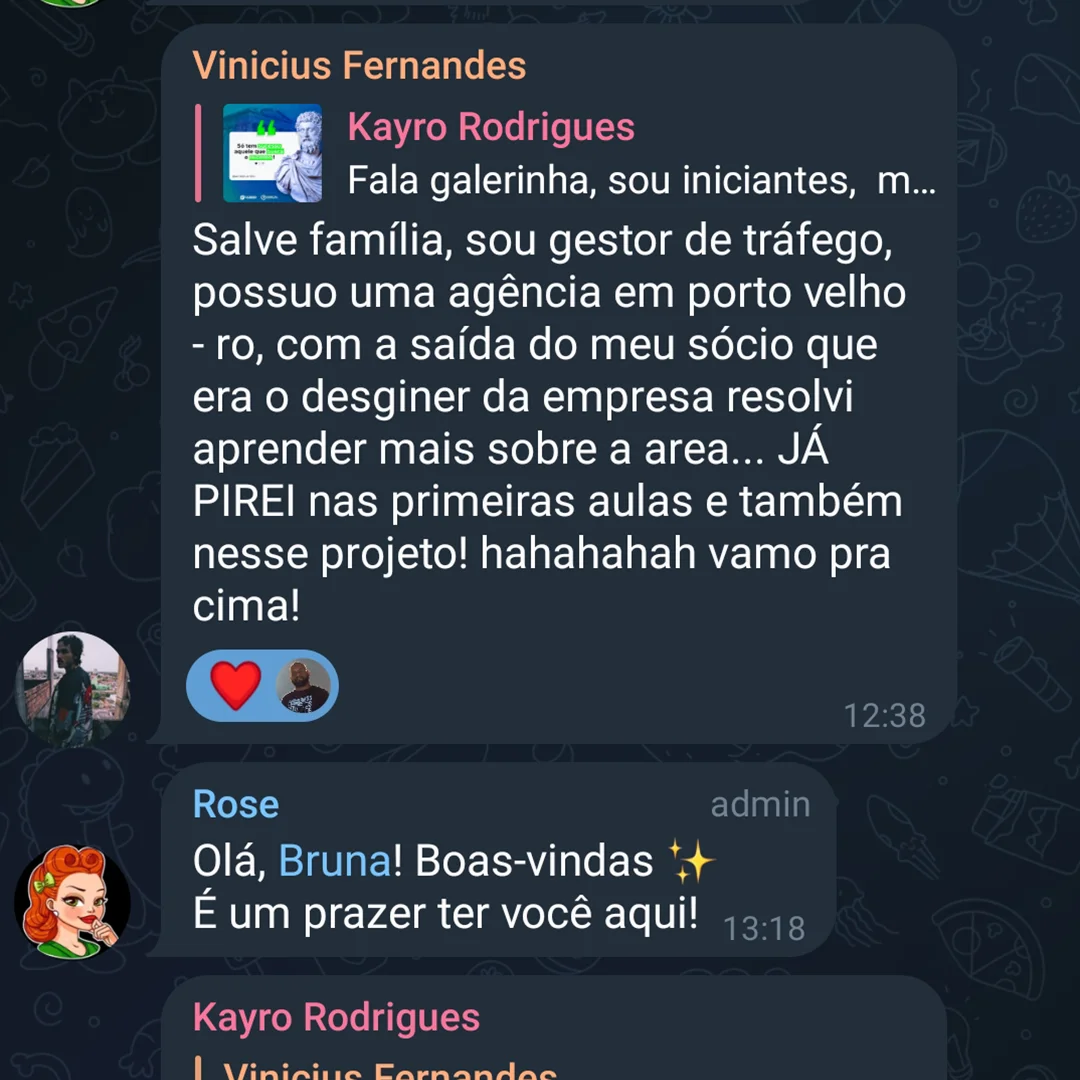 Vinicius Fernandes
Kayro Rodrigues
Fala galerinha, sou iniciantes, m...
Salve família, sou gestor de tráfego,
possuo uma agência em porto velho
- ro, com a saída do meu sócio que
era o desginer da empresa resolvi
aprender mais sobre a area... JÁ
PIREI nas primeiras aulas e também
nesse projeto! hahahahah vamo pra
cima!
12:38
Rose admin
Olá, Bruna! Boas-vindas ✨
É um prazer ter você aqui! 13:18
Kayro Rodrigues
Vinicius Fernandes